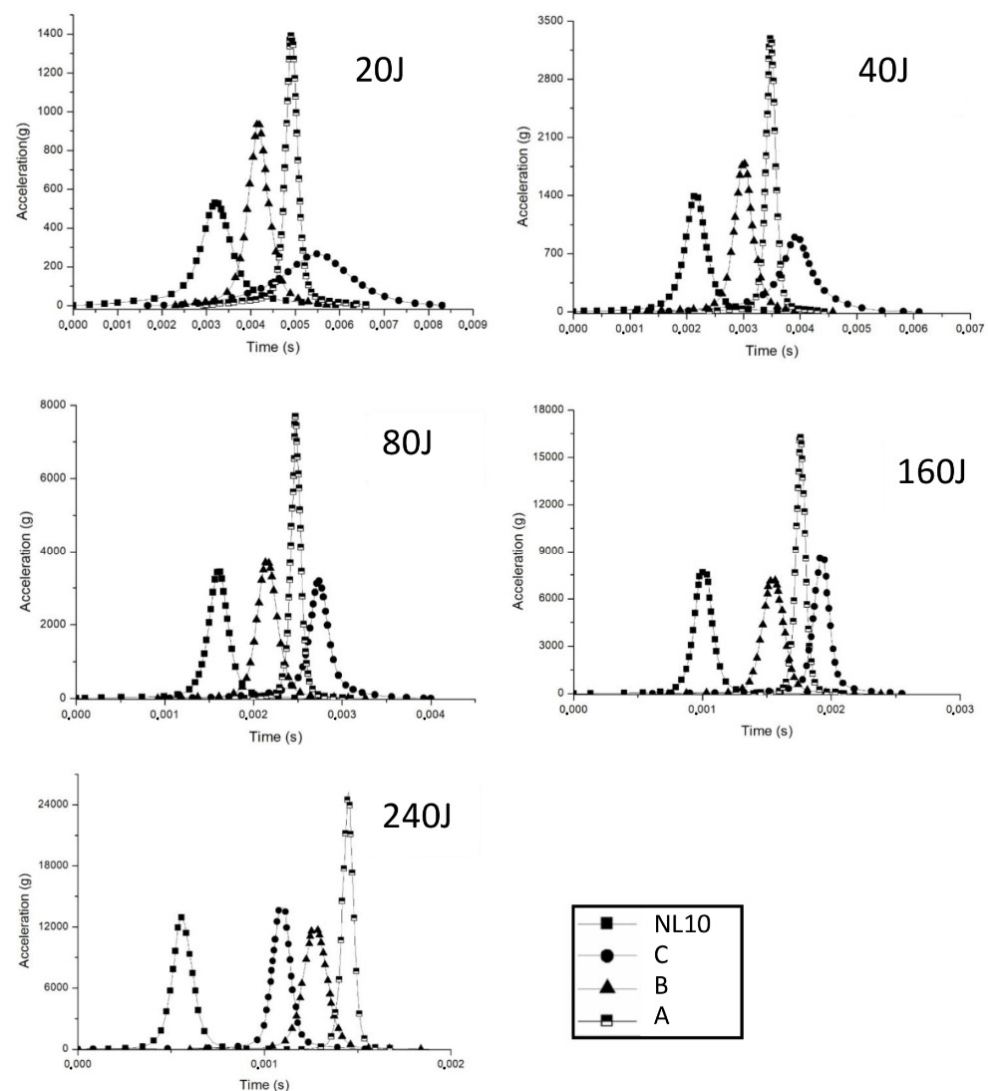 20J
Acceleration(g)
1400
1200
1000
800
600
400
200
0
0,000 0,001 0,002 0,003 0,004 0,005 0,006 0,007 0,008 0,009
Time (s)
40J
Acceleration (g)
3500
2800
2100
1400
700
0
0,000 0,001 0,002 0,003 0,004 0,005 0,006 0,007
Time (s)
80J
Acceleration (g)
8000
6000
4000
2000
0
0,000 0,001 0,002 0,003 0,004
Time (s)
160J
Acceleration (g)
18000
15000
12000
9000
6000
3000
0
0,000 0,001 0,002 0,003
Time (s)
240J
Acceleration (g)
24000
18000
12000
6000
0
0,000 0,001 0,002
Time (s)
NL10
C
B
A